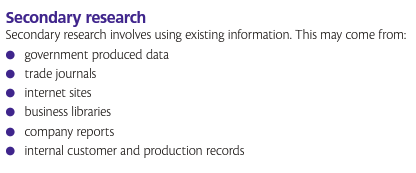 Secondary research
Secondary research involves using existing information. This may come from:
● government produced data
● trade journals
● internet sites
● business libraries
● company reports
● internal customer and production records